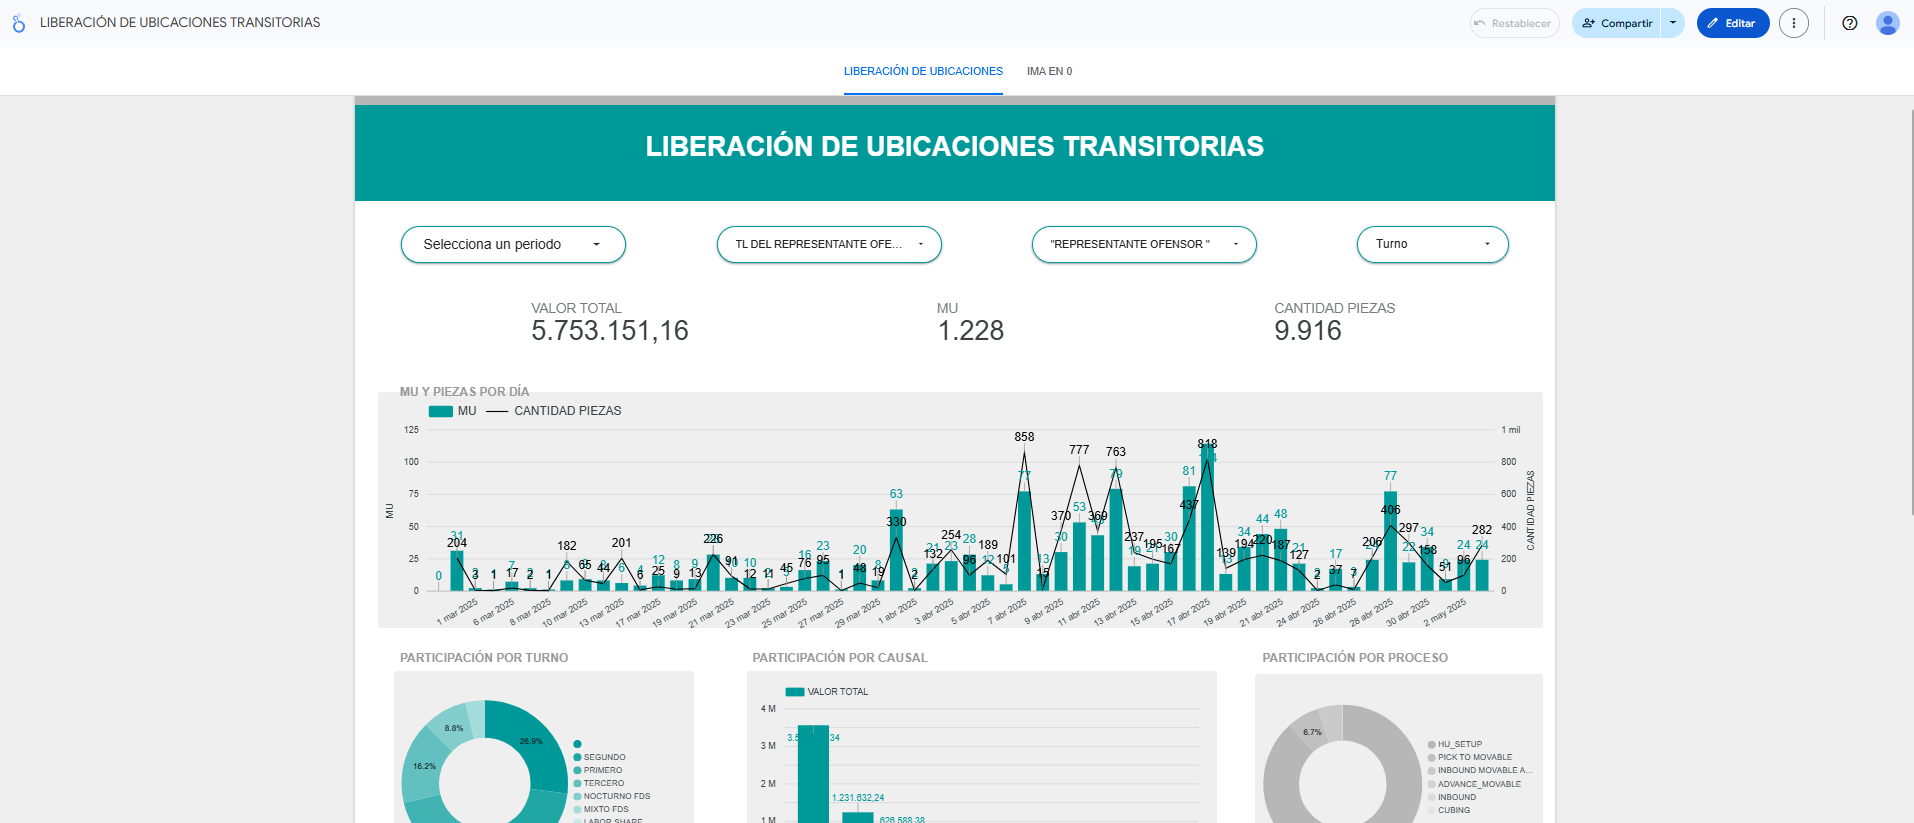 LIBERACIÓN DE UBICACIONES TRANSITORIAS
Restablecer
Compartir
Editar
LIBERACIÓN DE UBICACIONES
IMA EN 0
LIBERACIÓN DE UBICACIONES TRANSITORIAS
Selecciona un periodo
TL DEL REPRESENTANTE OFE...
"REPRESENTANTE OFENSOR "
Turno
VALOR TOTAL
5.753.151,16
MU
1.228
CANTIDAD PIEZAS
9.916
MU Y PIEZAS POR DÍA
MU
CANTIDAD PIEZAS
125
100
75
50
25
0
MU
1 mil
800
600
400
200
0
CANTIDAD PIEZAS
0
31
204
3
1
17
2
1
182
65
44
201
6
12
25
8
9
9
13
226
91
10
12
11
45
16
76
23
95
1
20
48
8
19
63
330
2
132
254
23
28
96
12
189
101
77
858
13
15
370
30
777
53
369
763
79
237
19
195
30
167
81
437
818
139
34
194
44
220
48
187
127
2
17
37
7
206
77
406
297
22
34
158
51
24
96
282
24
1 mar 2025
6 mar 2025
8 mar 2025
10 mar 2025
13 mar 2025
17 mar 2025
19 mar 2025
21 mar 2025
23 mar 2025
25 mar 2025
27 mar 2025
29 mar 2025
1 abr 2025
3 abr 2025
5 abr 2025
7 abr 2025
9 abr 2025
11 abr 2025
13 abr 2025
15 abr 2025
17 abr 2025
19 abr 2025
21 abr 2025
24 abr 2025
26 abr 2025
28 abr 2025
30 abr 2025
2 may 2025
PARTICIPACIÓN POR TURNO
8.8%
26.9%
16.2%
SEGUNDO
PRIMERO
TERCERO
NOCTURNO FDS
MIXTO FDS
LABOR SHARE
PARTICIPACIÓN POR CAUSAL
VALOR TOTAL
4 M
3 M
2 M
1 M
1.231.632,24
626.588,38
PARTICIPACIÓN POR PROCESO
6.7%
HU_SETUP
PICK TO MOVABLE
INBOUND MOVABLE A...
ADVANCE_MOVABLE
INBOUND
CUBING